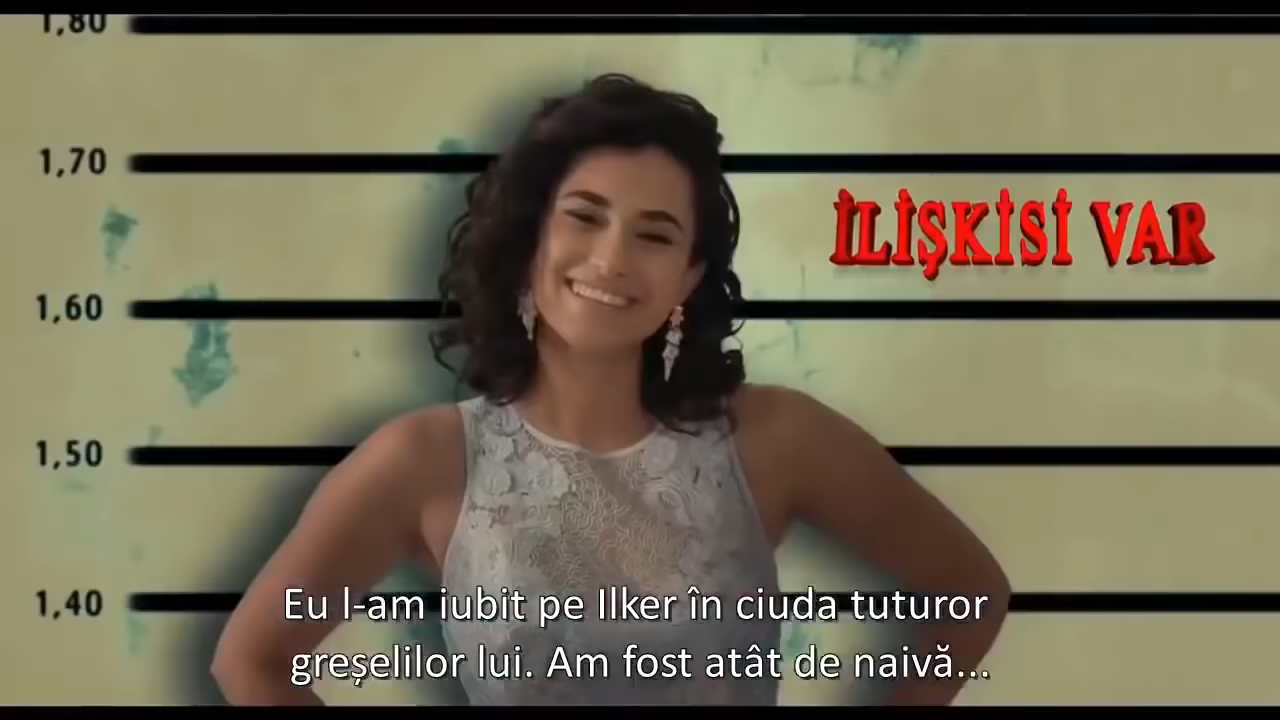 1,80
1,70
İLİŞKİSİ VAR
1,60
1,50
1,40
Eu l-am iubit pe Ilker în ciuda tuturor
greșelilor lui. Am fost atât de naivă...